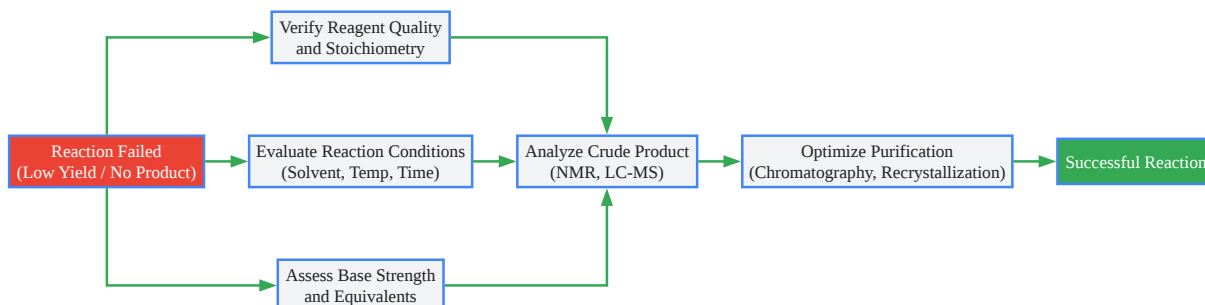 Verify Reagent Quality
and Stoichiometry
Reaction Failed
(Low Yield / No Product)
Evaluate Reaction Conditions
(Solvent, Temp, Time)
Analyze Crude Product
(NMR, LC-MS)
Optimize Purification
(Chromatography, Recrystallization)
Successful Reaction
Assess Base Strength
and Equivalents